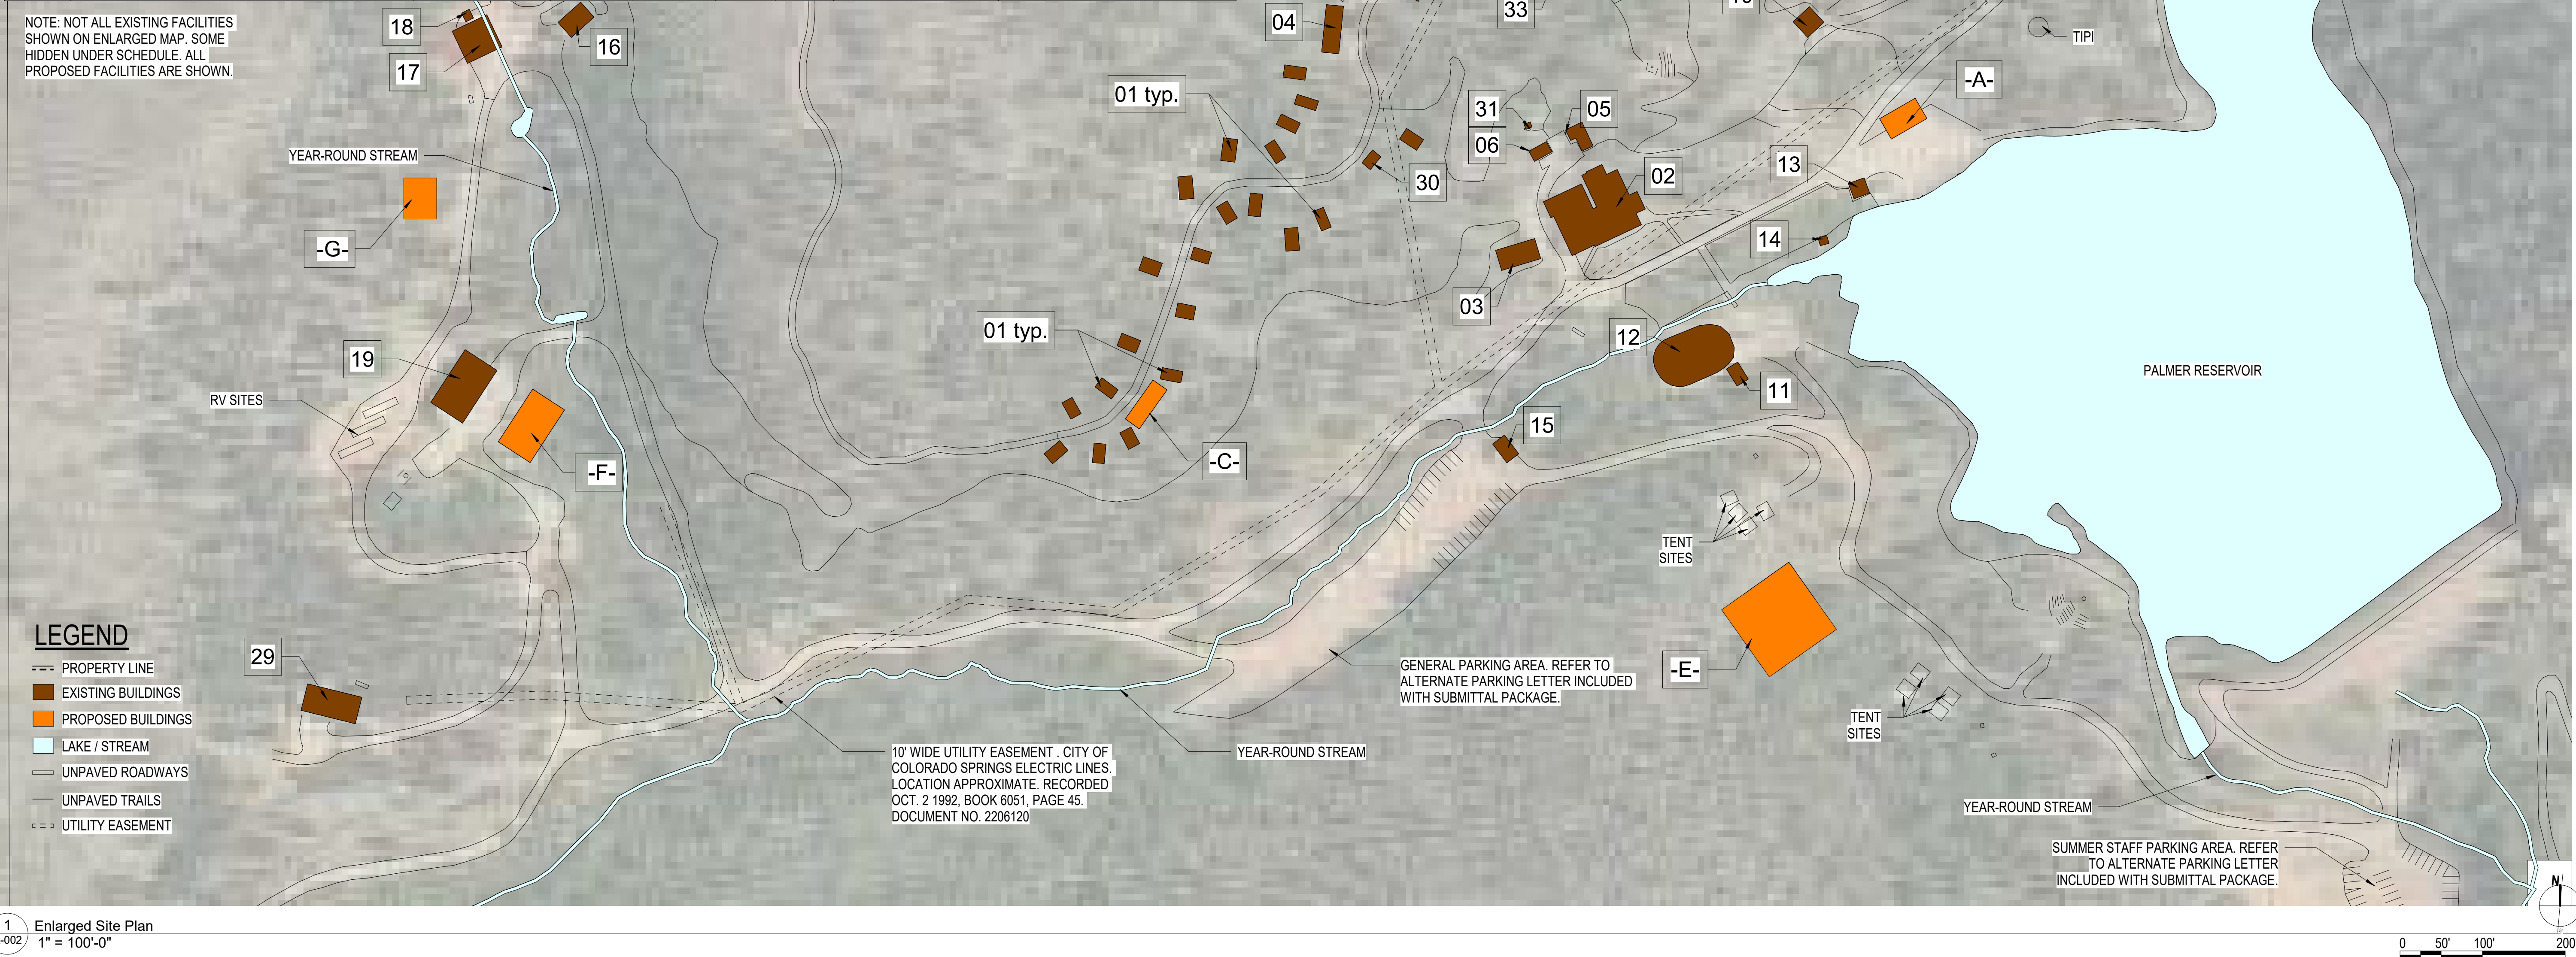 NOTE: NOT ALL EXISTING FACILITIES
SHOWN ON ENLARGED MAP. SOME
HIDDEN UNDER SCHEDULE. ALL
PROPOSED FACILITIES ARE SHOWN.
18
17
16
04
33
TIPI
-A-
01 typ.
31
05
06
30
02
13
YEAR-ROUND STREAM
-G-
14
03
12
01 typ.
19
RV SITES
11
PALMER RESERVOIR
15
-C-
-F-
TENT
SITES
-E-
TENT
SITES
LEGEND
PROPERTY LINE
EXISTING BUILDINGS
PROPOSED BUILDINGS
LAKE / STREAM
UNPAVED ROADWAYS
UNPAVED TRAILS
UTILITY EASEMENT
29
GENERAL PARKING AREA. REFER TO
ALTERNATE PARKING LETTER INCLUDED
WITH SUBMITTAL PACKAGE.
10' WIDE UTILITY EASEMENT . CITY OF
COLORADO SPRINGS ELECTRIC LINES.
LOCATION APPROXIMATE. RECORDED
OCT. 2 1992, BOOK 6051, PAGE 45.
DOCUMENT NO. 2206120
YEAR-ROUND STREAM
YEAR-ROUND STREAM
SUMMER STAFF PARKING AREA. REFER
TO ALTERNATE PARKING LETTER
INCLUDED WITH SUBMITTAL PACKAGE.
N
1
-002
Enlarged Site Plan
1" = 100'-0"
0 50' 100' 200